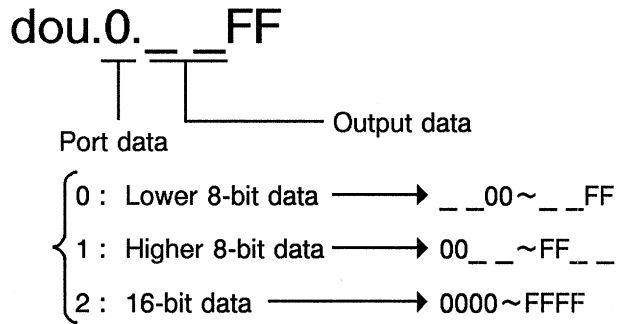 dou.0._ _FF
Output data
Port data
0 : Lower 8-bit data _ _00~_ _FF
1 : Higher 8-bit data 00_ _~FF_ _
2 : 16-bit data 0000~FFFF